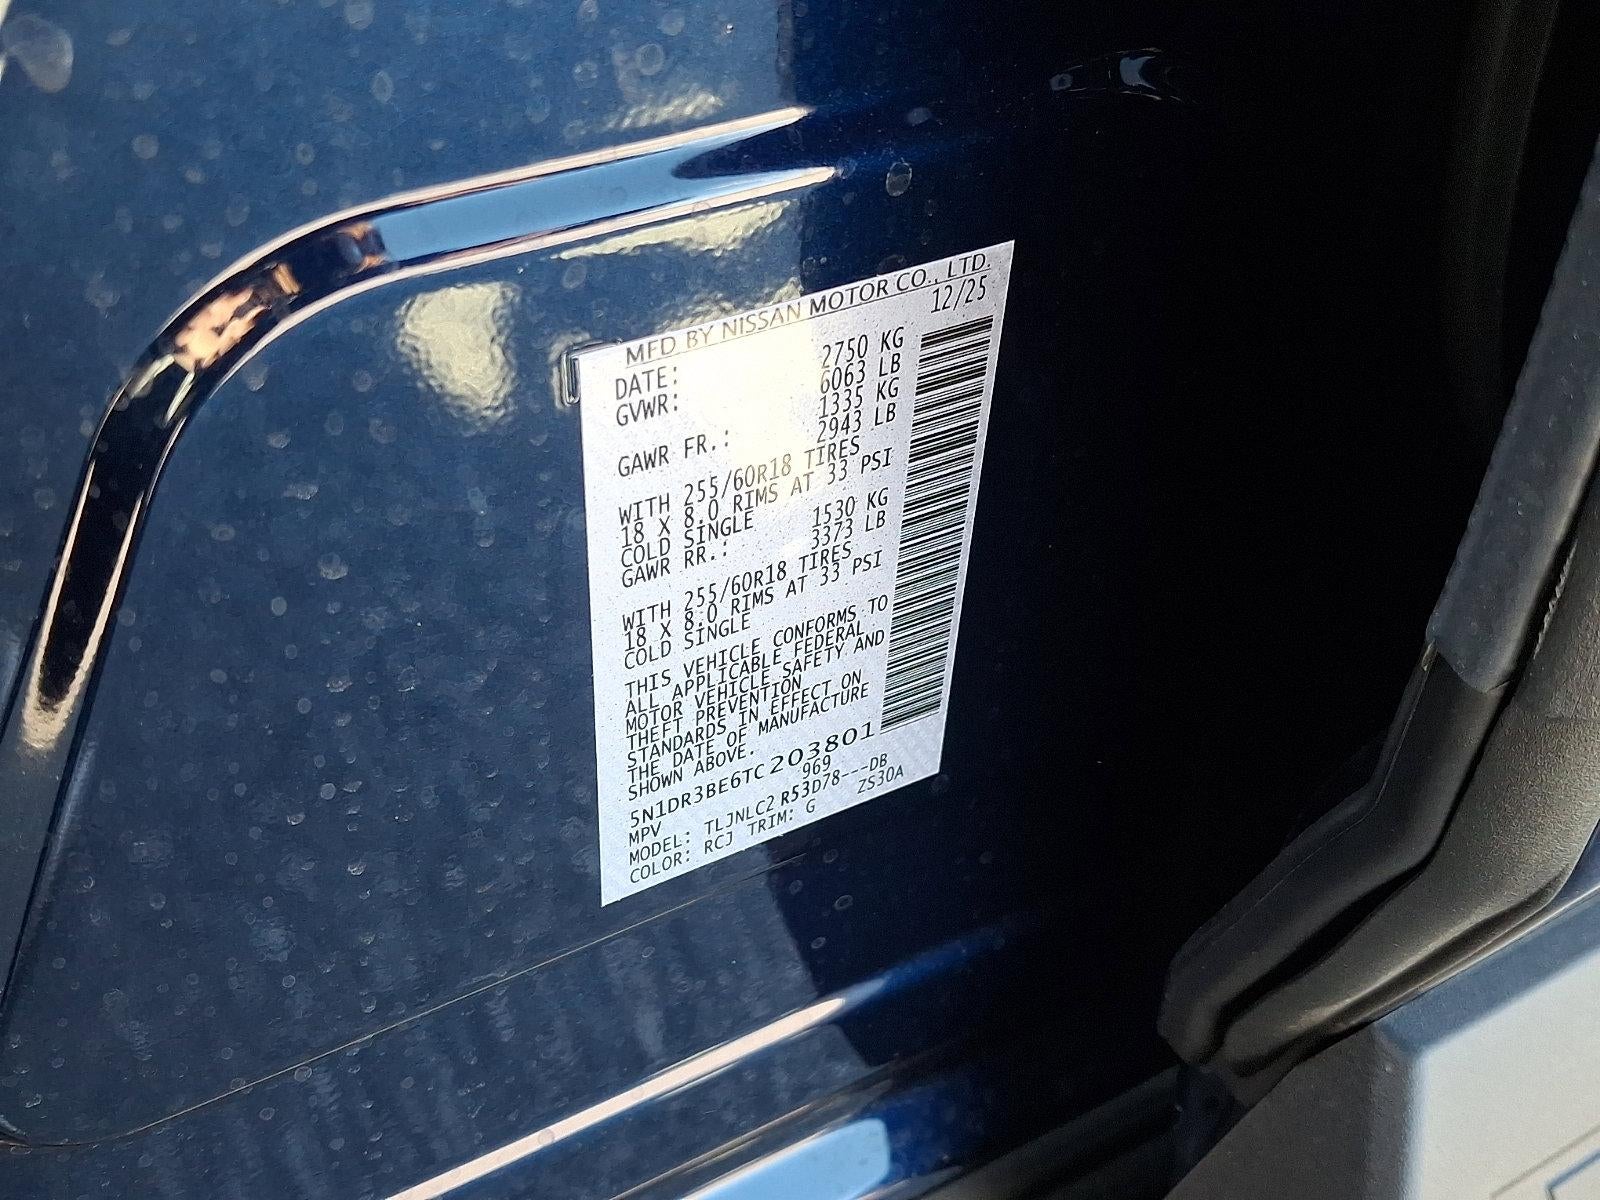 MFD BY NISSAN MOTOR CO., LTD.
DATE: 12/25
GVWR: 2750 KG
6063 LB
GAWR FR.: 1335 KG
2943 LB
WITH 255/60R18 TIRES
18 X 8.0 RIMS AT 33 PSI
COLD SINGLE
GAWR RR.: 1530 KG
3373 LB
WITH 255/60R18 TIRES
18 X 8.0 RIMS AT 33 PSI
COLD SINGLE
THIS VEHICLE CONFORMS TO
ALL APPLICABLE FEDERAL
MOTOR VEHICLE SAFETY AND
THEFT PREVENTION
STANDARDS IN EFFECT ON
THE DATE OF MANUFACTURE
SHOWN ABOVE.
5N1DR3BE6TC203801
MPV 969
MODEL: TLJNLC2 R53D78---DB
COLOR: RCJ TRIM: G ZS30A